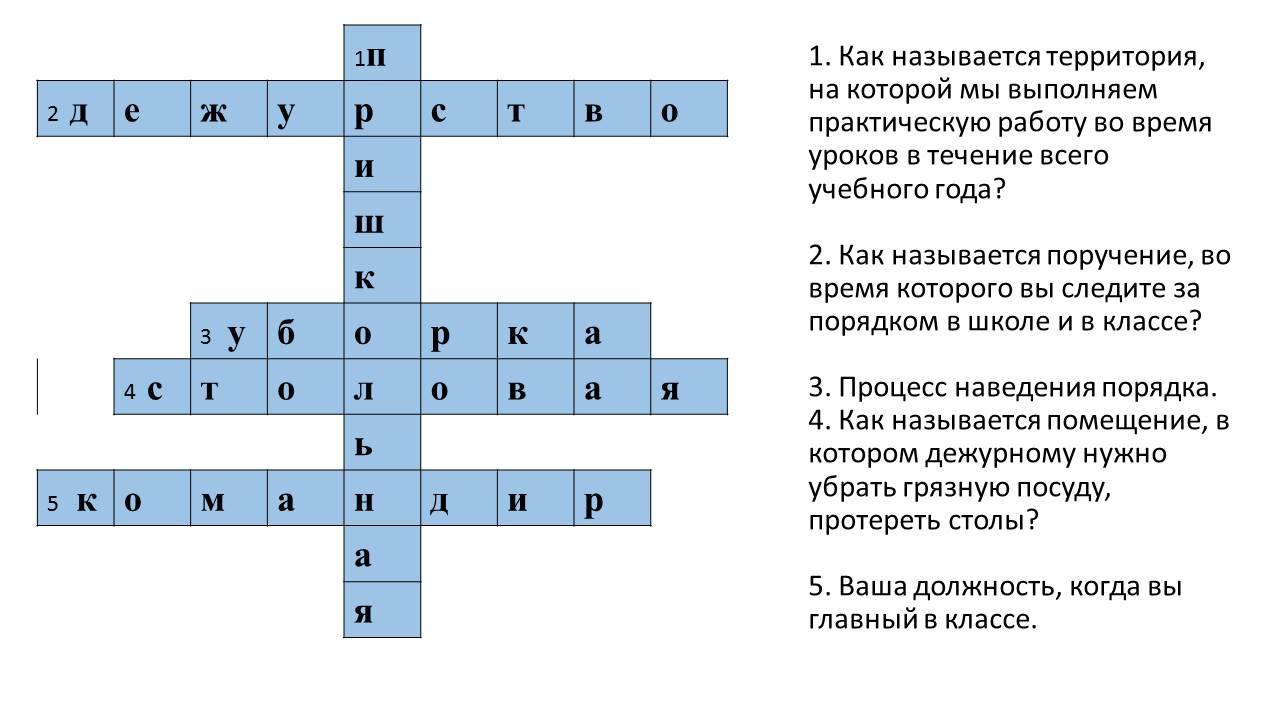 1п
2 д е ж у р с т в о
и
ш
к
3 у б о р к а
4 с т о л о в а я
ь
5 к о м а н д и р
а
я
1. Как называется территория,
на которой мы выполняем
практическую работу во время
уроков в течение всего
учебного года?
2. Как называется поручение, во
время которого вы следите за
порядком в школе и в классе?
3. Процесс наведения порядка.
4. Как называется помещение, в
котором дежурному нужно
убрать грязную посуду,
протереть столы?
5. Ваша должность, когда вы
главный в классе.